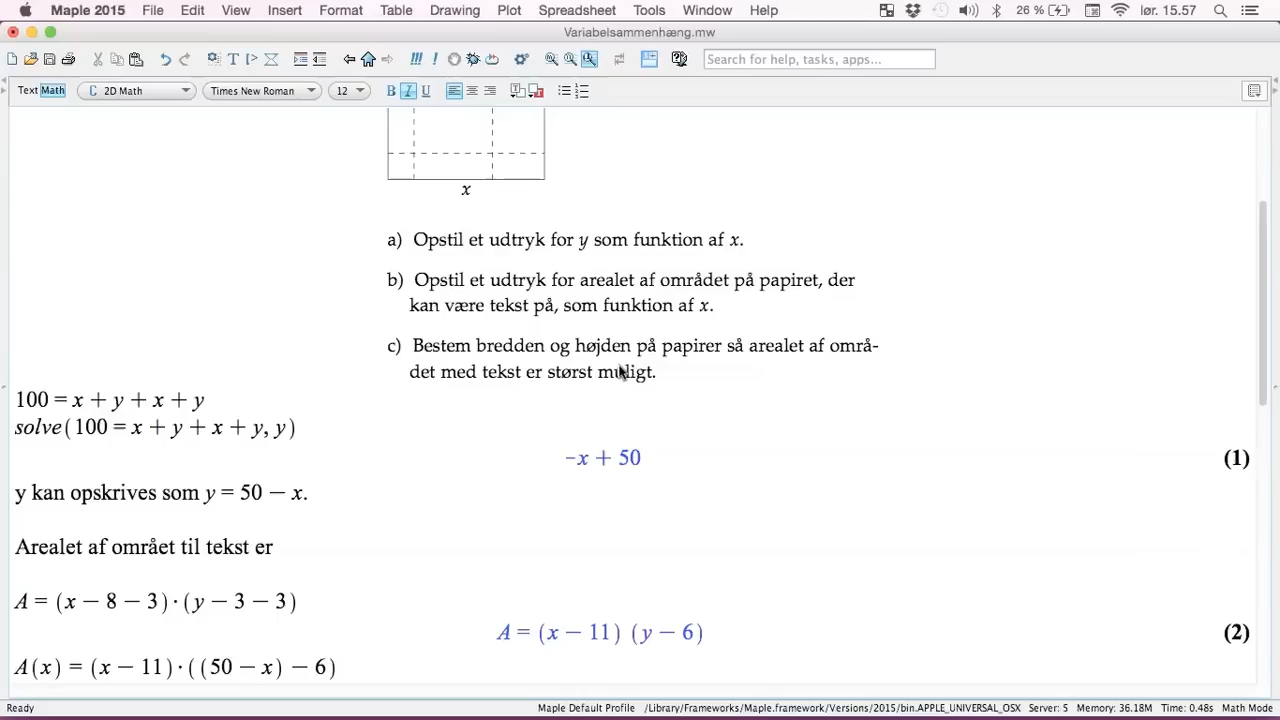 Maple 2015 File Edit View Insert Format Table Drawing Plot Spreadsheet Tools Window Help 26 % lør. 15.57
Variabelsammenhæng.mw
Search for help, tasks, apps...
Text Math C 2D Math Times New Roman 12 B I U
x
a) Opstil et udtryk for y som funktion af x.
b) Opstil et udtryk for arealet af området på papiret, der
kan være tekst på, som funktion af x.
c) Bestem bredden og højden på papirer så arealet af områ-
det med tekst er størst muligt.
100 = x + y + x + y
solve(100 = x + y + x + y, y)
-x + 50 (1)
y kan opskrives som y = 50 − x.
Arealet afområet til tekst er
A = (x − 8 − 3)·(y − 3 − 3)
A = (x − 11) (y − 6) (2)
A(x) = (x − 11)·((50 − x) − 6)
Ready Maple Default Profile /Library/Frameworks/Maple.framework/Versions/2015/bin.APPLE_UNIVERSAL_OSX Server: 5 Memory: 36.18M Time: 0.48s Math Mode